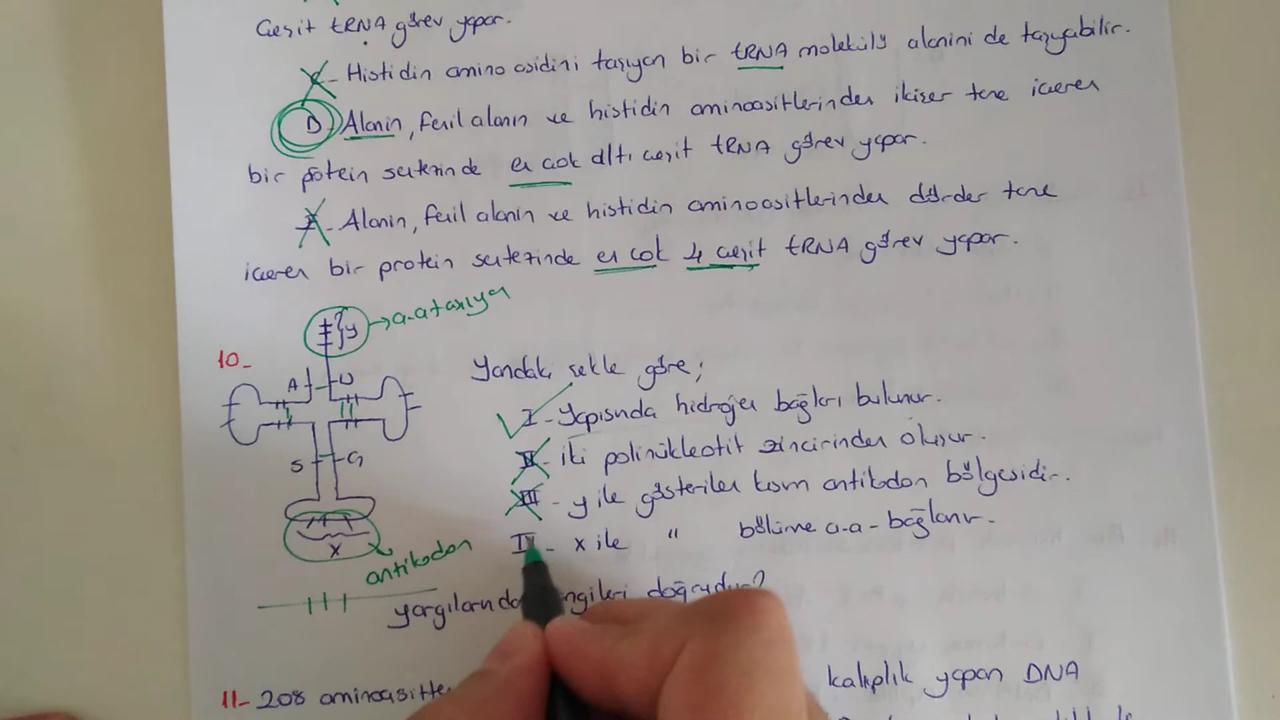 Çeşit tRNA görev yapar.
C- Histidin amino asidini taşıyan bir tRNA molekülü alanini de taşıyabilir.
D- Alanin, fenil alanin ve histidin aminoasitlerinden ikişer tane içeren
bir protein sentezinde en çok altı çeşit tRNA görev yapar.
E- Alanin, fenil alanin ve histidin aminoasitlerinden dörder tane
içeren bir protein sentezinde en çok 4 çeşit tRNA görev yapar.
y → a-a taşıyan
10-
A U
S G
X
antikodon
Yandaki şekle göre;
I- Yapısında hidrojen bağları bulunur.
II- iki polinükleotit zincirinden oluşur.
III- y ile gösterilen kısım antikodon bölgesidir.
IV- x ile " bölüme a-a- bağlanır.
yargılarından doğrudur?
11- 208 kalıplık yapan DNA